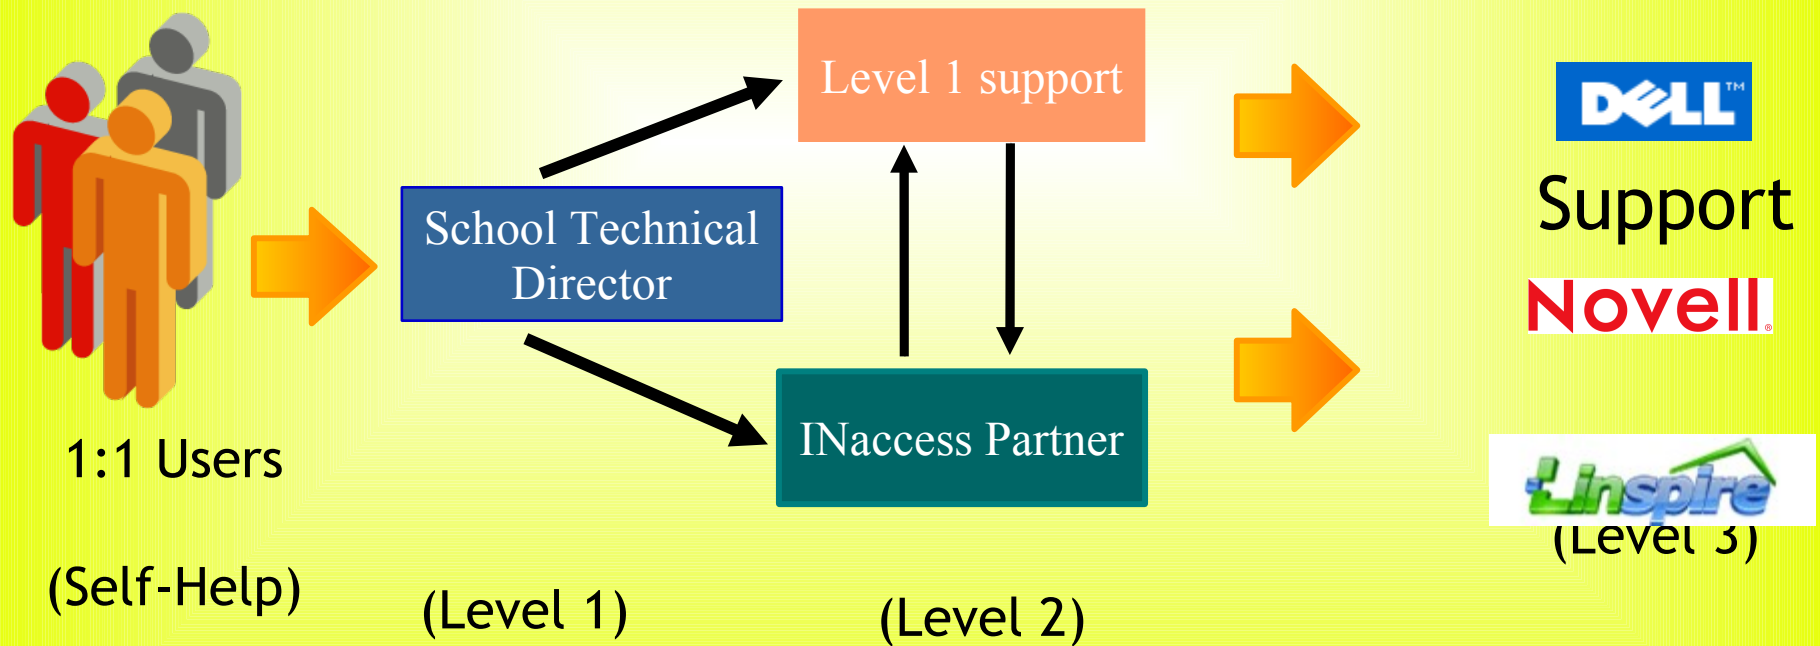 1:1 Users
(Self-Help)
School Technical
Director
(Level 1)
Level 1 support
INaccess Partner
(Level 2)
DELL™
Support
Novell®
Linspire
(Level 3)